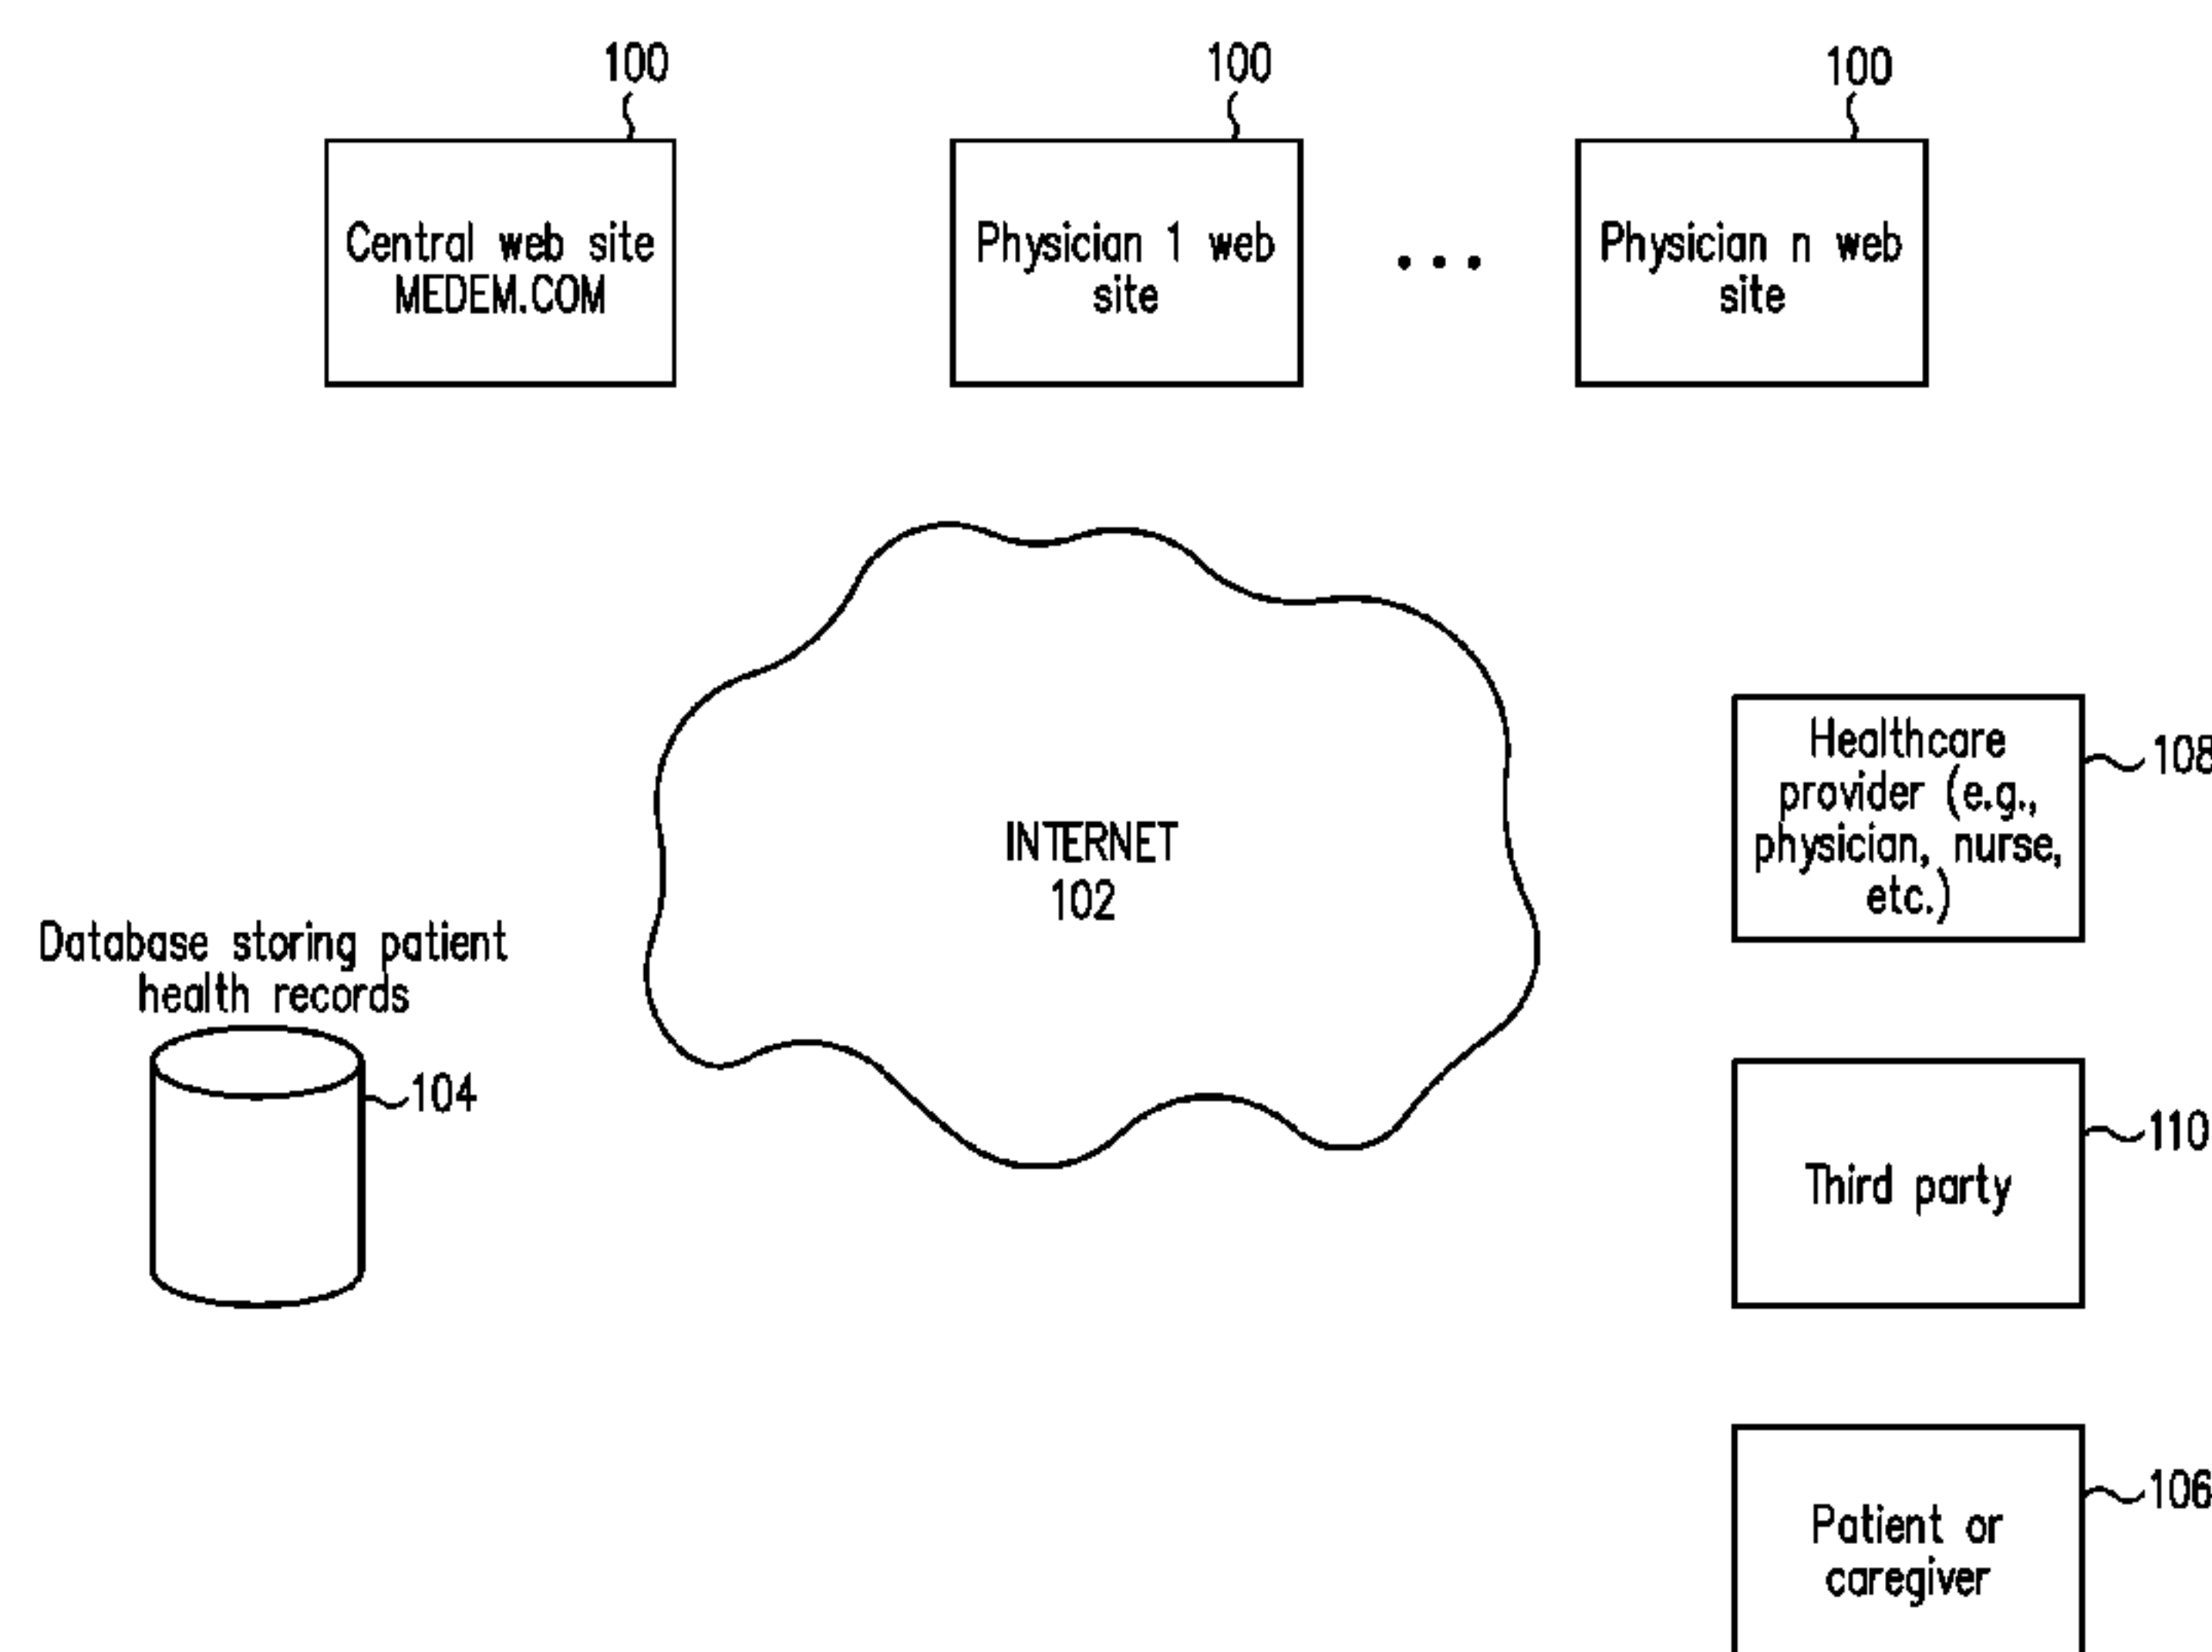 100
100
100
Central web site
MEDEM.COM
Physician 1 web
site
• • •
Physician n web
site
INTERNET
102
Healthcare
provider (e.g.,
physician, nurse,
etc.)
108
Database storing patient
health records
104
Third party
110
Patient or
caregiver
106